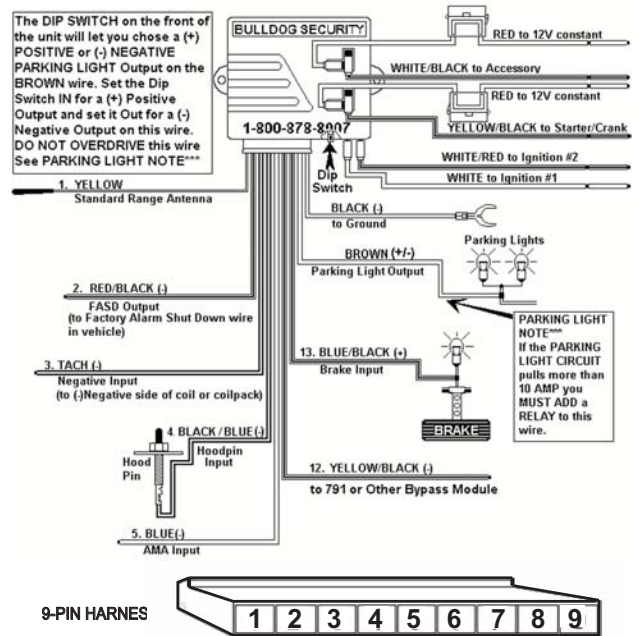 The DIP SWITCH on the front of
the unit will let you chose a (+)
POSITIVE or (-) NEGATIVE
PARKING LIGHT Output on the
BROWN wire. Set the Dip
Switch IN for a (+) Positive
Output and set it Out for a (-)
Negative Output on this wire.
DO NOT OVERDRIVE this wire
See PARKING LIGHT NOTE^^^
BULLDOG SECURITY
1-800-878-8007
RED to 12V constant
WHITE/BLACK to Accessory
RED to 12V constant
YELLOW/BLACK to Starter/Crank
WHITE/RED to Ignition #2
WHITE to Ignition #1
Dip
Switch
1. YELLOW
Standard Range Antenna
BLACK (-)
to Ground
BROWN (+/-)
Parking Light Output
Parking Lights
2. RED/BLACK (-)
FASD Output
(to Factory Alarm Shut Down wire
in vehicle)
PARKING LIGHT
NOTE^^^
If the PARKING
LIGHT CIRCUIT
pulls more than
10 AMP you
MUST ADD a
RELAY to this
wire.
13. BLUE/BLACK (+)
Brake Input
BRAKE
3. TACH (-)
Negative Input
(to (-)Negative side of coil or coilpack)
4. BLACK/BLUE(-)
Hoodpin
Input
Hood
Pin
12. YELLOW/BLACK (-)
to 791 or Other Bypass Module
5. BLUE(-)
AMA Input
9-PIN HARNES
1 2 3 4 5 6 7 8 9